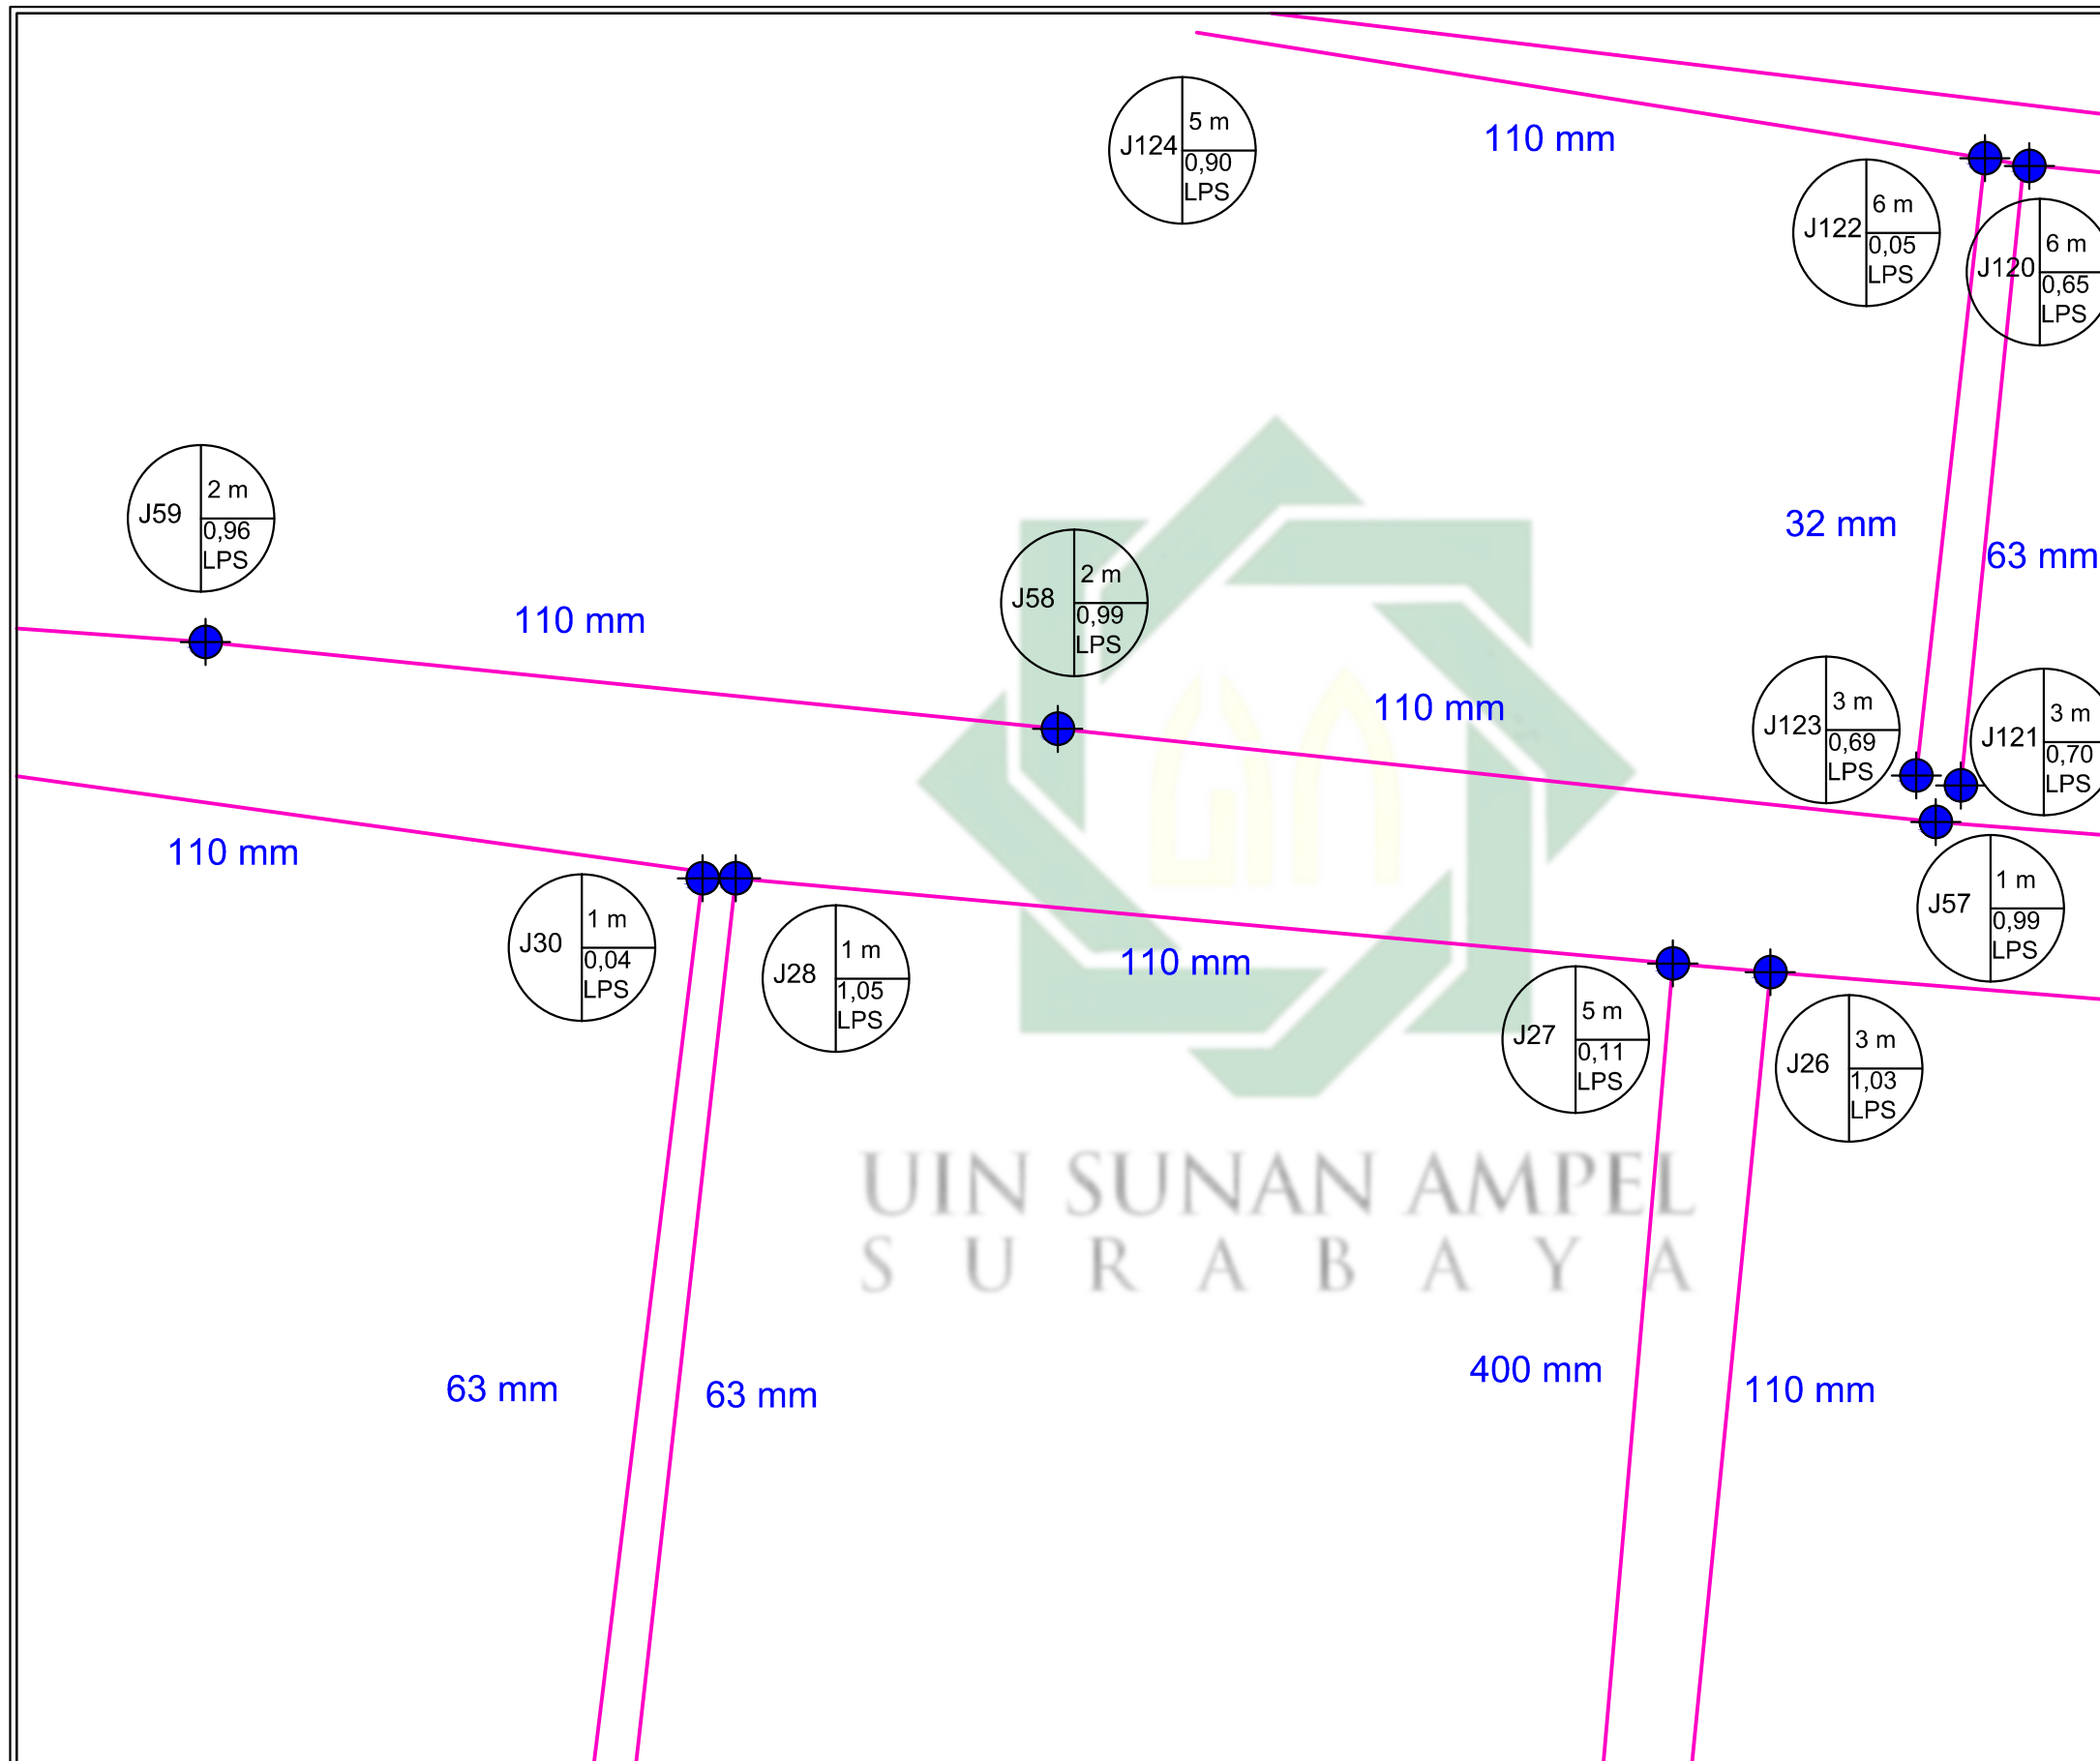 5 m
J124
0,90
LPS
110 mm
6 m
J122
0,05
LPS
6 m
J120
0,65
LPS
2 m
J59
0,96
LPS
32 mm
63 mm
2 m
J58
0,99
LPS
110 mm
110 mm
3 m
J123
0,69
LPS
3 m
J121
0,70
LPS
110 mm
1 m
J57
0,99
LPS
1 m
J30
0,04
LPS
1 m
J28
1,05
LPS
110 mm
5 m
J27
0,11
LPS
3 m
J26
1,03
LPS
UIN SUNAN AMPEL
S U R A B A Y A
63 mm
63 mm
400 mm
110 mm